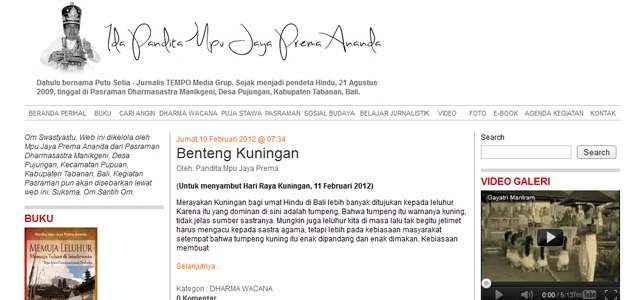 Ida Pandita Mpu Jaya Prema Ananda
Dahulu bernama Putu Setia - Jurnalis TEMPO Media Grup. Sejak menjadi pendeta Hindu, 21 Agustus
2009, tinggal di Pasraman Dharmasastra Manikgeni, Desa Pujungan, Kabupaten Tabanan, Bali.
BERANDA PERIHAL BUKU CARI ANGIN DHARMA WACANA PUJA STAWA PASRAMAN SOSIAL BUDAYA BELAJAR JURNALISTIK VIDEO FOTO E-BOOK AGENDA KEGIATAN KONTAK
Om Swastyastu. Web ini dikelola oleh
Mpu Jaya Prema Ananda dari Pasraman
Dharmasastra Manikgeni, Desa
Pujungan, Kecamatan Pupuan,
Kabupaten Tabanan, Bali. Kegiatan
Pasraman pun akan disebarkan lewat
web ini. Suksma. Om Santih Om.
BUKU
Pandita Mpu Jaya Prema Ananda
MEMUJA LELUHUR
Jumat,10 Februari 2012 @ 07:34
Benteng Kuningan
Oleh: Pandita Mpu Jaya Prema
(Untuk menyambut Hari Raya Kuningan, 11 Februari 2012)
Merayakan Kuningan bagi umat Hindu di Bali lebih banyak ditujukan kepada leluhur.
Karena itu yang dominan di sini adalah tumpeng. Bahwa tumpeng itu warnanya kuning,
tidak jelas sumber sastranya. Mungkin juga leluhur kita di masa lalu tak begitu jelimet
harus mengacu kepada sastra agama, tetapi lebih pada kebiasaan masyarakat
setempat bahwa tumpeng kuning itu enak dipandang dan enak dimakan. Kebiasaan
membuat
Selanjutnya...
Kategori : DHARMA WACANA
0 Komentar
Search
Search
VIDEO GALERI
Gayatri Mantram
0:00 / 5:13
YouTube